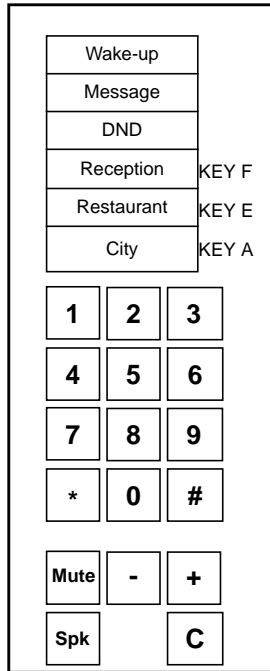 Wake-up
Message
DND
Reception KEY F
Restaurant KEY E
City KEY A
1 2 3
4 5 6
7 8 9
* 0 #
Mute - +
Spk C